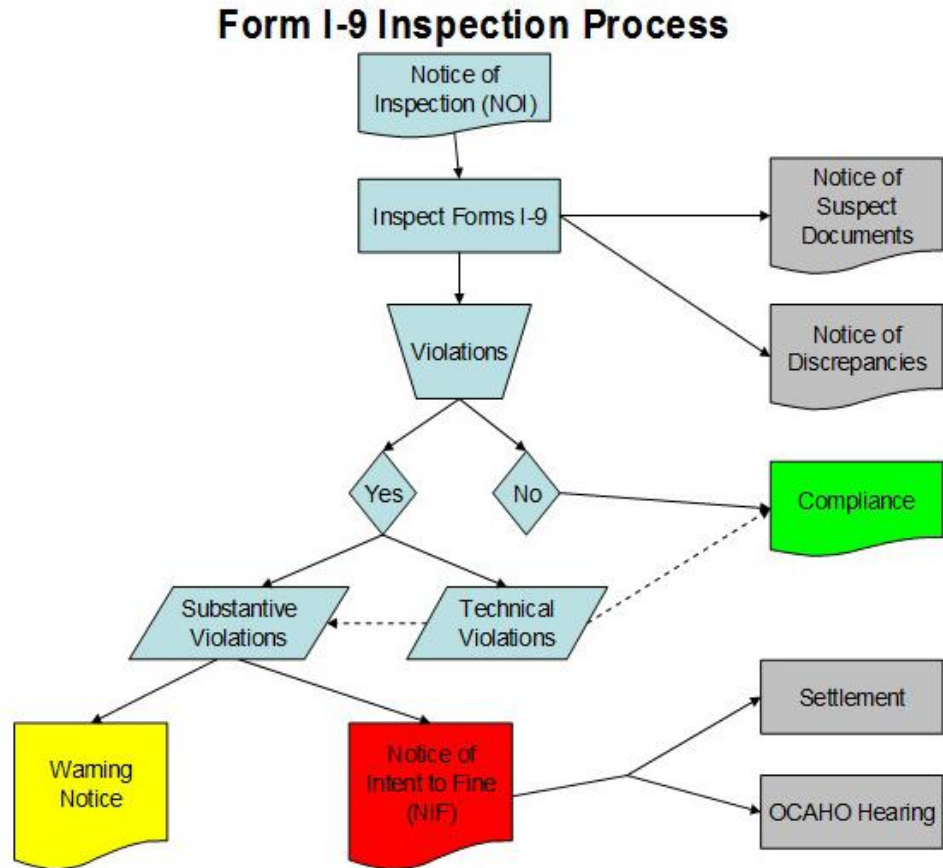 Form I-9 Inspection Process
Notice of
Inspection (NOI)
Inspect Forms I-9
Notice of
Suspect
Documents
Notice of
Discrepancies
Violations
Yes
No
Compliance
Substantive
Violations
Technical
Violations
Warning
Notice
Notice of
Intent to Fine
(NIF)
Settlement
OCAHO Hearing